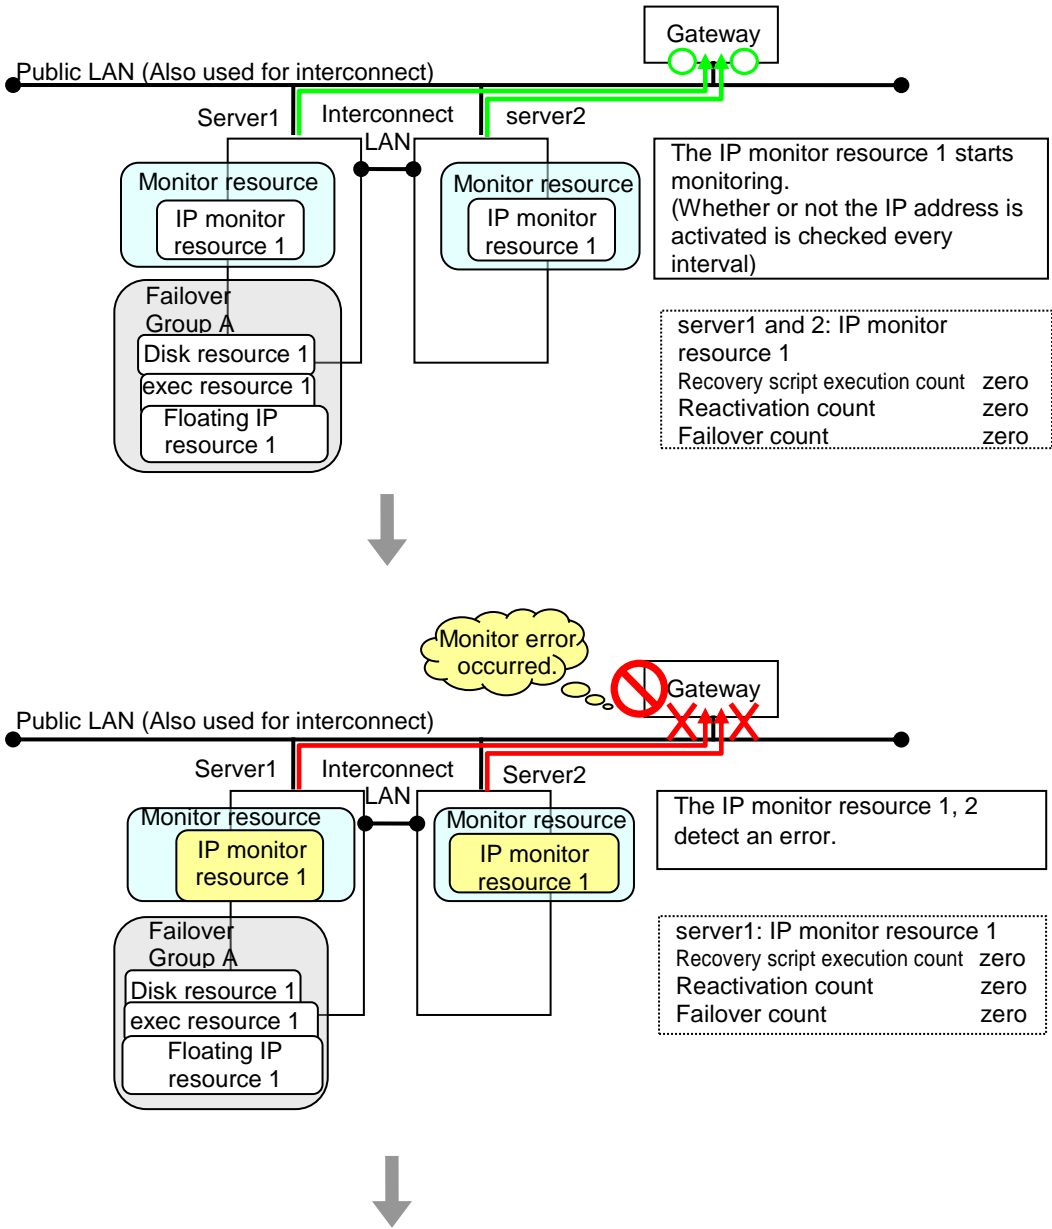 Gateway
Public LAN (Also used for interconnect)
Server1
Interconnect
LAN
server2
Monitor resource
IP monitor
resource 1
Monitor resource
IP monitor
resource 1
The IP monitor resource 1 starts
monitoring.
(Whether or not the IP address is
activated is checked every
interval)
Failover
Group A
Disk resource 1
exec resource 1
Floating IP
resource 1
server1 and 2: IP monitor
resource 1
Recovery script execution count zero
Reactivation count zero
Failover count zero
Monitor error
occurred.
Gateway
Public LAN (Also used for interconnect)
Server1
Interconnect
LAN
Server2
Monitor resource
IP monitor
resource 1
Monitor resource
IP monitor
resource 1
The IP monitor resource 1, 2
detect an error.
Failover
Group A
Disk resource 1
exec resource 1
Floating IP
resource 1
server1: IP monitor resource 1
Recovery script execution count zero
Reactivation count zero
Failover count zero